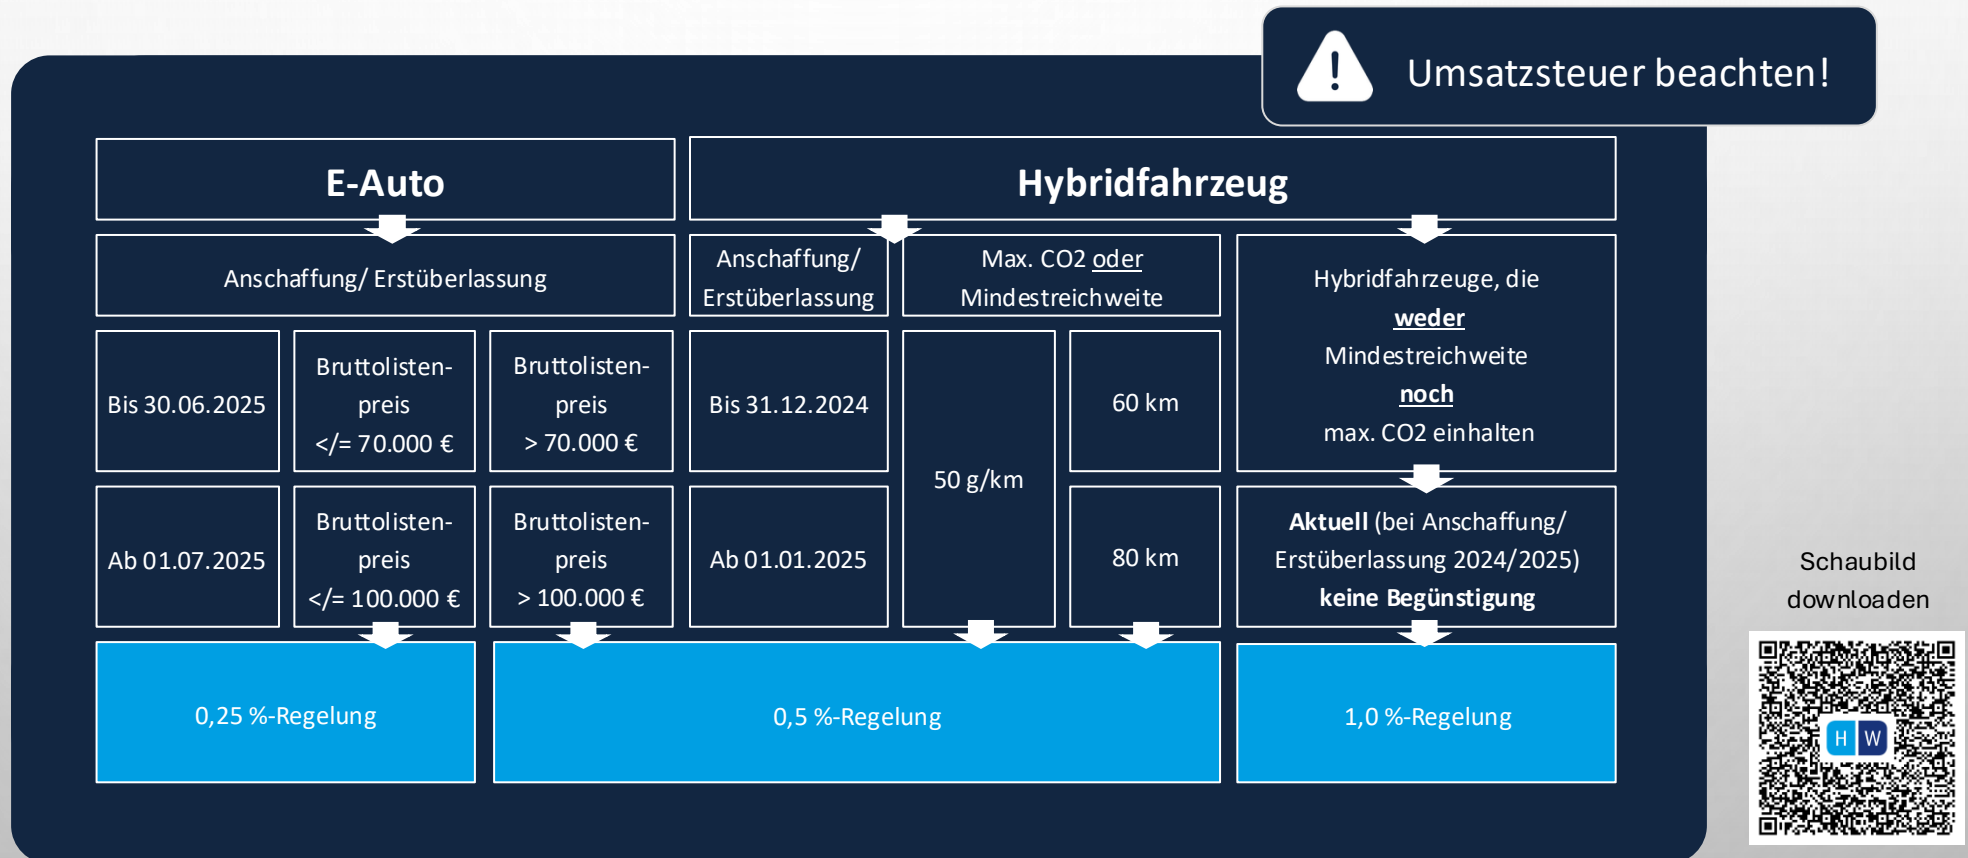 !
Umsatzsteuer beachten!
E-Auto
Hybridfahrzeug
Anschaffung/ Erstüberlassung
Anschaffung/
Erstüberlassung
Max. CO2 oder
Mindestreichweite
Hybridfahrzeuge, die
weder
Mindestreichweite
noch
max. CO2 einhalten
Bis 30.06.2025
Bruttolisten-
preis
</= 70.000 €
Bruttolisten-
preis
> 70.000 €
Bis 31.12.2024
50 g/km
60 km
Ab 01.07.2025
Bruttolisten-
preis
</= 100.000 €
Bruttolisten-
preis
> 100.000 €
Ab 01.01.2025
80 km
Aktuell (bei Anschaffung/
Erstüberlassung 2024/2025)
keine Begünstigung
0,25 %-Regelung
0,5 %-Regelung
1,0 %-Regelung
Schaubild
downloaden
H W